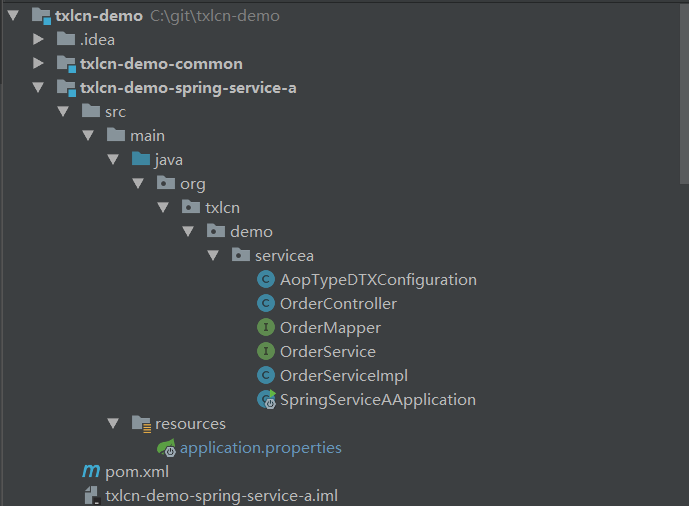 txlcn-demo C:\git\txlcn-demo
.idea
txlcn-demo-common
txlcn-demo-spring-service-a
src
main
java
org
txlcn
demo
servicea
C AopTypeDTXConfiguration
C OrderController
I OrderMapper
I OrderService
C OrderServiceImpl
C SpringServiceAApplication
resources
application.properties
m pom.xml
txlcn-demo-spring-service-a.iml